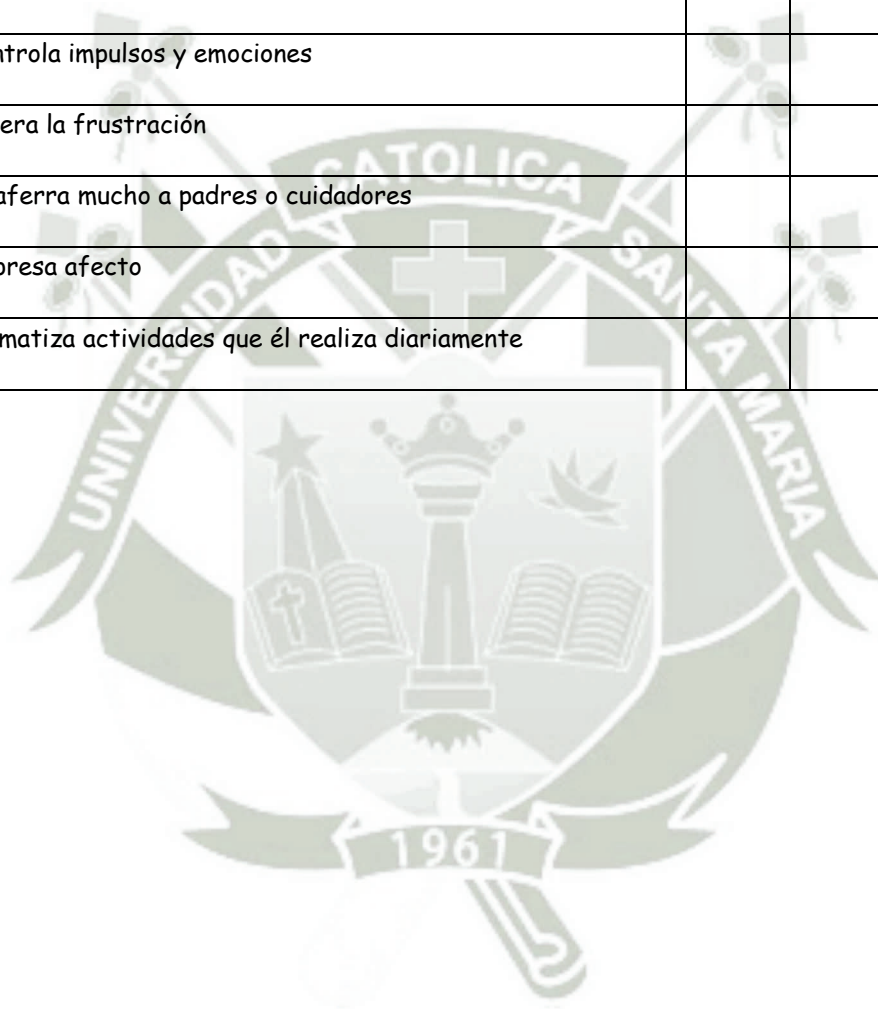 ntrola impulsos y emociones
era la frustración
aferra mucho a padres o cuidadores
presa afecto
matiza actividades que él realiza diariamente
UNIVERSIDAD CATOLICA SANTA MARIA
1961